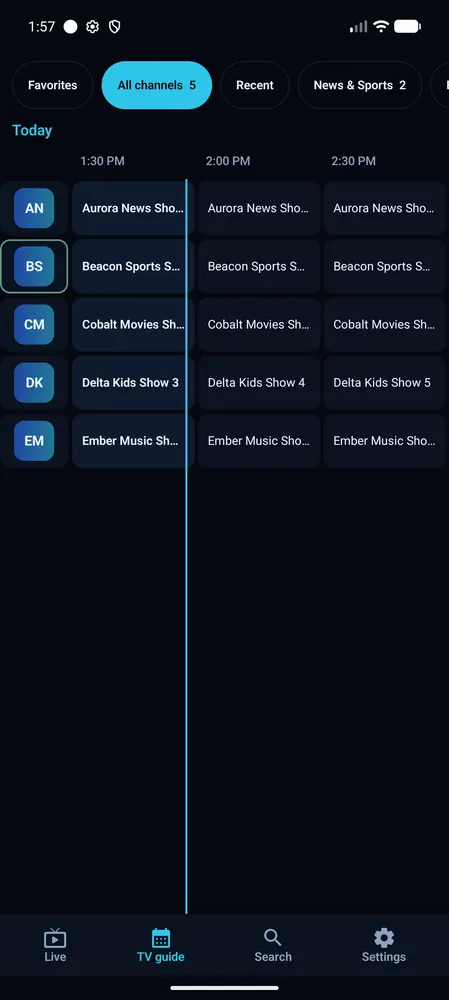 1:57
Favorites
All channels 5
Recent
News & Sports 2
Today
1:30 PM 2:00 PM 2:30 PM
AN Aurora News Sho... Aurora News Sho... Aurora News Sho...
BS Beacon Sports S... Beacon Sports S... Beacon Sports S...
CM Cobalt Movies Sh... Cobalt Movies Sh... Cobalt Movies Sh...
DK Delta Kids Show 3 Delta Kids Show 4 Delta Kids Show 5
EM Ember Music Sh... Ember Music Sho... Ember Music Sho...
Live TV guide Search Settings